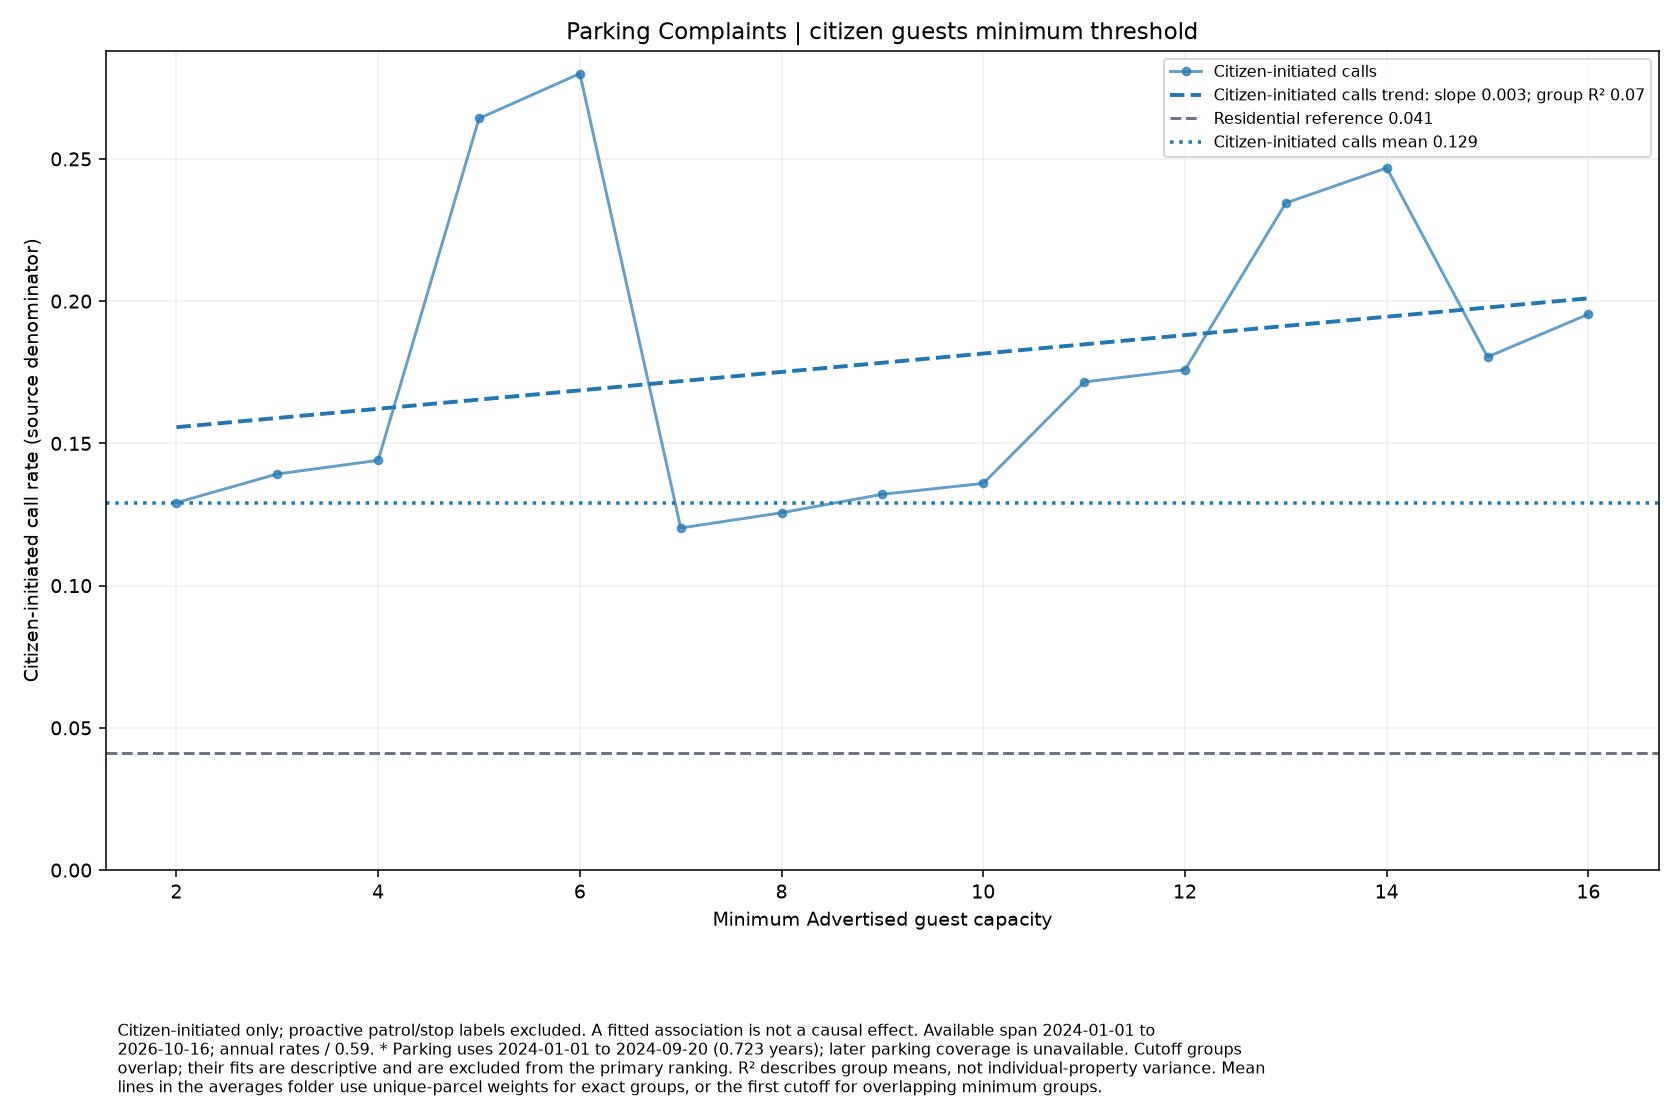 Parking Complaints | citizen guests minimum threshold
Citizen-initiated calls
Citizen-initiated calls trend: slope 0.003; group R² 0.07
Residential reference 0.041
Citizen-initiated calls mean 0.129
Citizen-initiated call rate (source denominator)
0.25
0.20
0.15
0.10
0.05
0.00
2 4 6 8 10 12 14 16
Minimum Advertised guest capacity
Citizen-initiated only; proactive patrol/stop labels excluded. A fitted association is not a causal effect. Available span 2024-01-01 to
2026-10-16; annual rates / 0.59. * Parking uses 2024-01-01 to 2024-09-20 (0.723 years); later parking coverage is unavailable. Cutoff groups
overlap; their fits are descriptive and are excluded from the primary ranking. R² describes group means, not individual-property variance. Mean
lines in the averages folder use unique-parcel weights for exact groups, or the first cutoff for overlapping minimum groups.